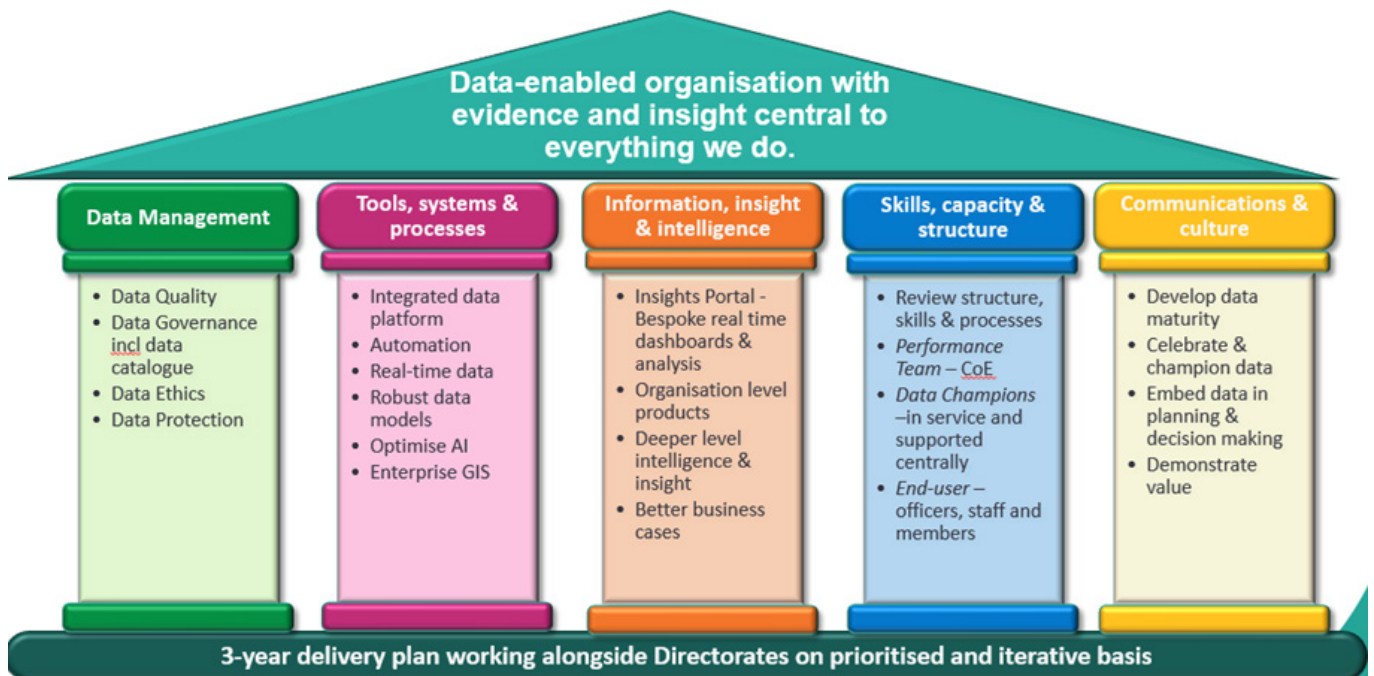 Data-enabled organisation with
evidence and insight central to
everything we do.
Data Management
• Data Quality
• Data Governance
incl data
catalogue
• Data Ethics
• Data Protection
Tools, systems &
processes
• Integrated data
platform
• Automation
• Real-time data
• Robust data
models
• Optimise AI
• Enterprise GIS
Information, insight
& intelligence
• Insights Portal -
Bespoke real time
dashboards &
analysis
• Organisation level
products
• Deeper level
intelligence &
insight
• Better business
cases
Skills, capacity &
structure
• Review structure,
skills & processes
• Performance
Team – CoE
• Data Champions
–in service and
supported
centrally
• End-user –
officers, staff and
members
Communications &
culture
• Develop data
maturity
• Celebrate &
champion data
• Embed data in
planning &
decision making
• Demonstrate
value
3-year delivery plan working alongside Directorates on prioritised and iterative basis